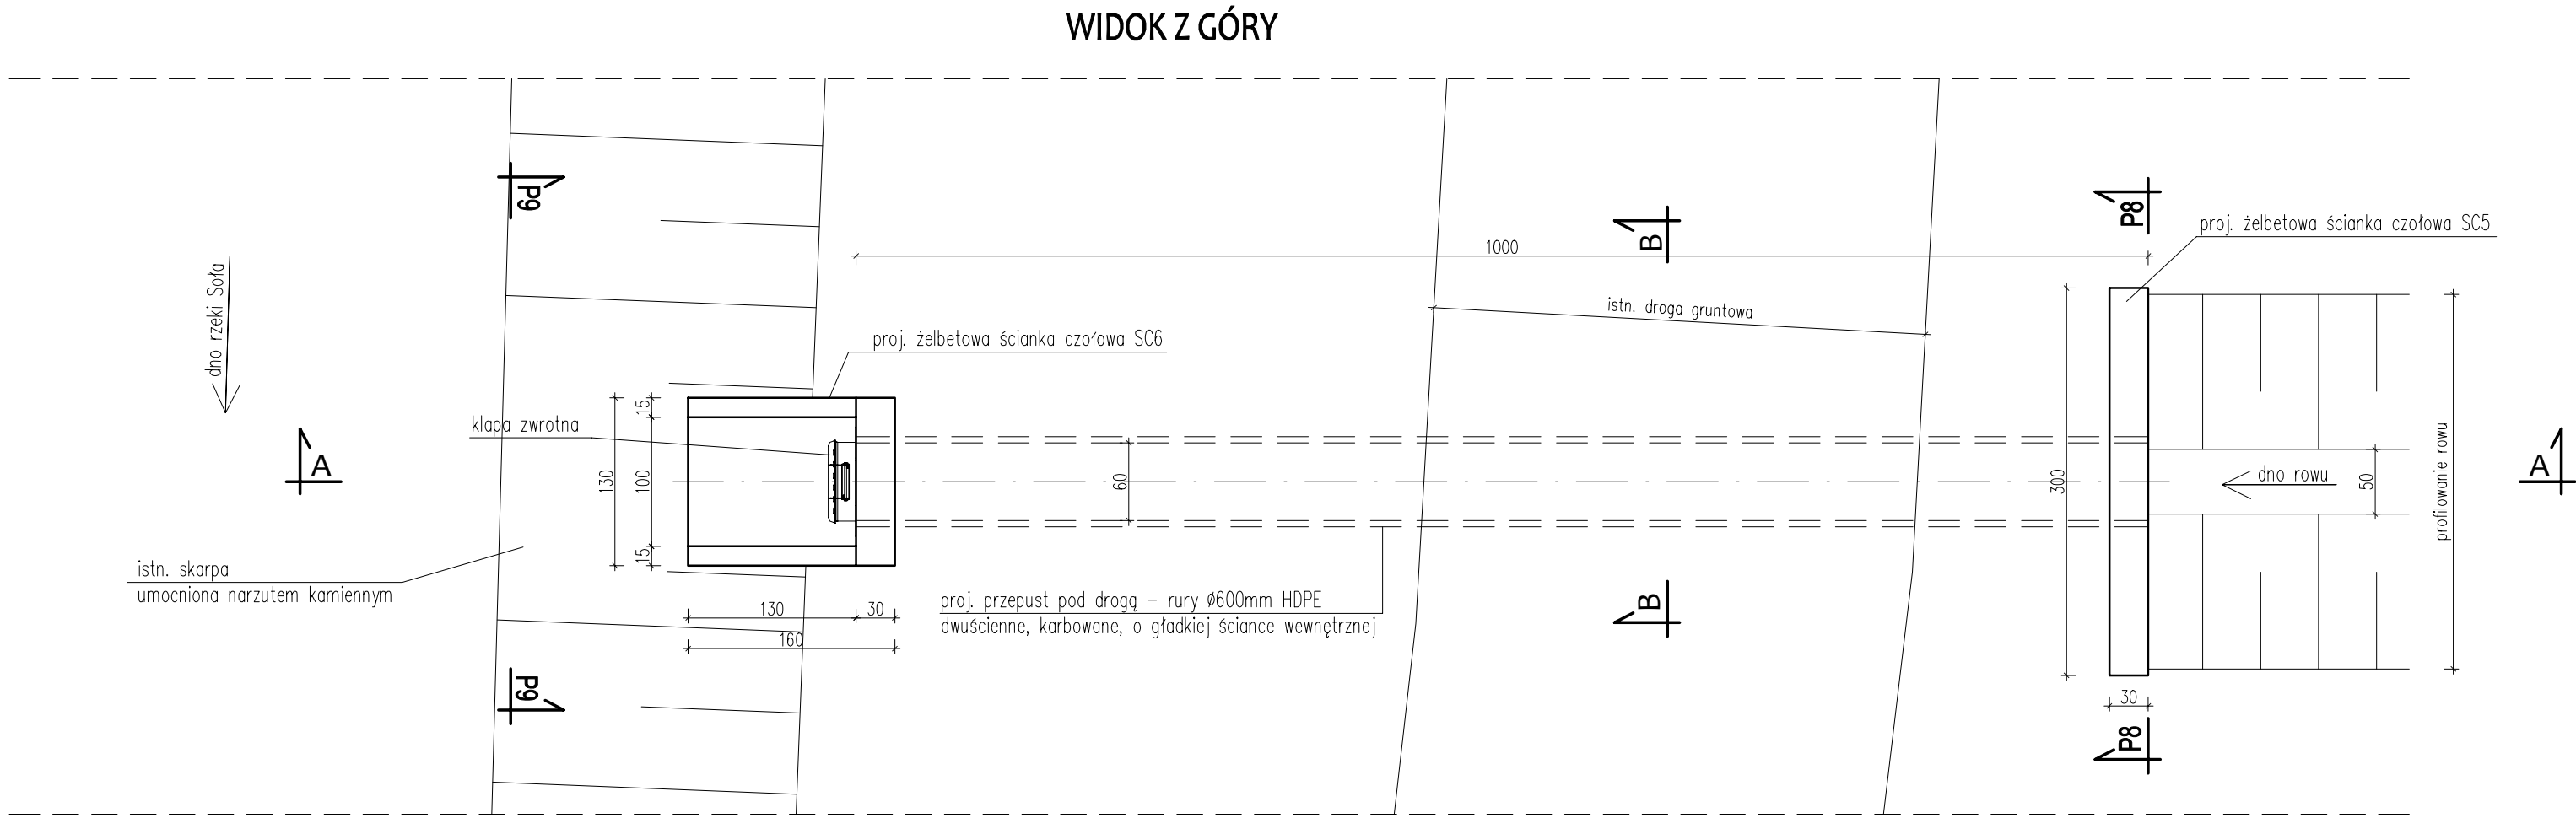 WIDOK Z GÓRY
P9
P8
B
proj. żelbetowa ścianka czołowa SC5
1000
dno rzeki Soła
istn. droga gruntowa
proj. żelbetowa ścianka czołowa SC6
15
klapa zwrotna
A
130
100
60
300
dno rowu
50
profilowanie rowu
A
15
istn. skarpa
umocniona narzutem kamiennym
130
30
160
proj. przepust pod drogą – rury Ø600mm HDPE
dwuścienne, karbowane, o gładkiej ściance wewnętrznej
B
P9
30
P8